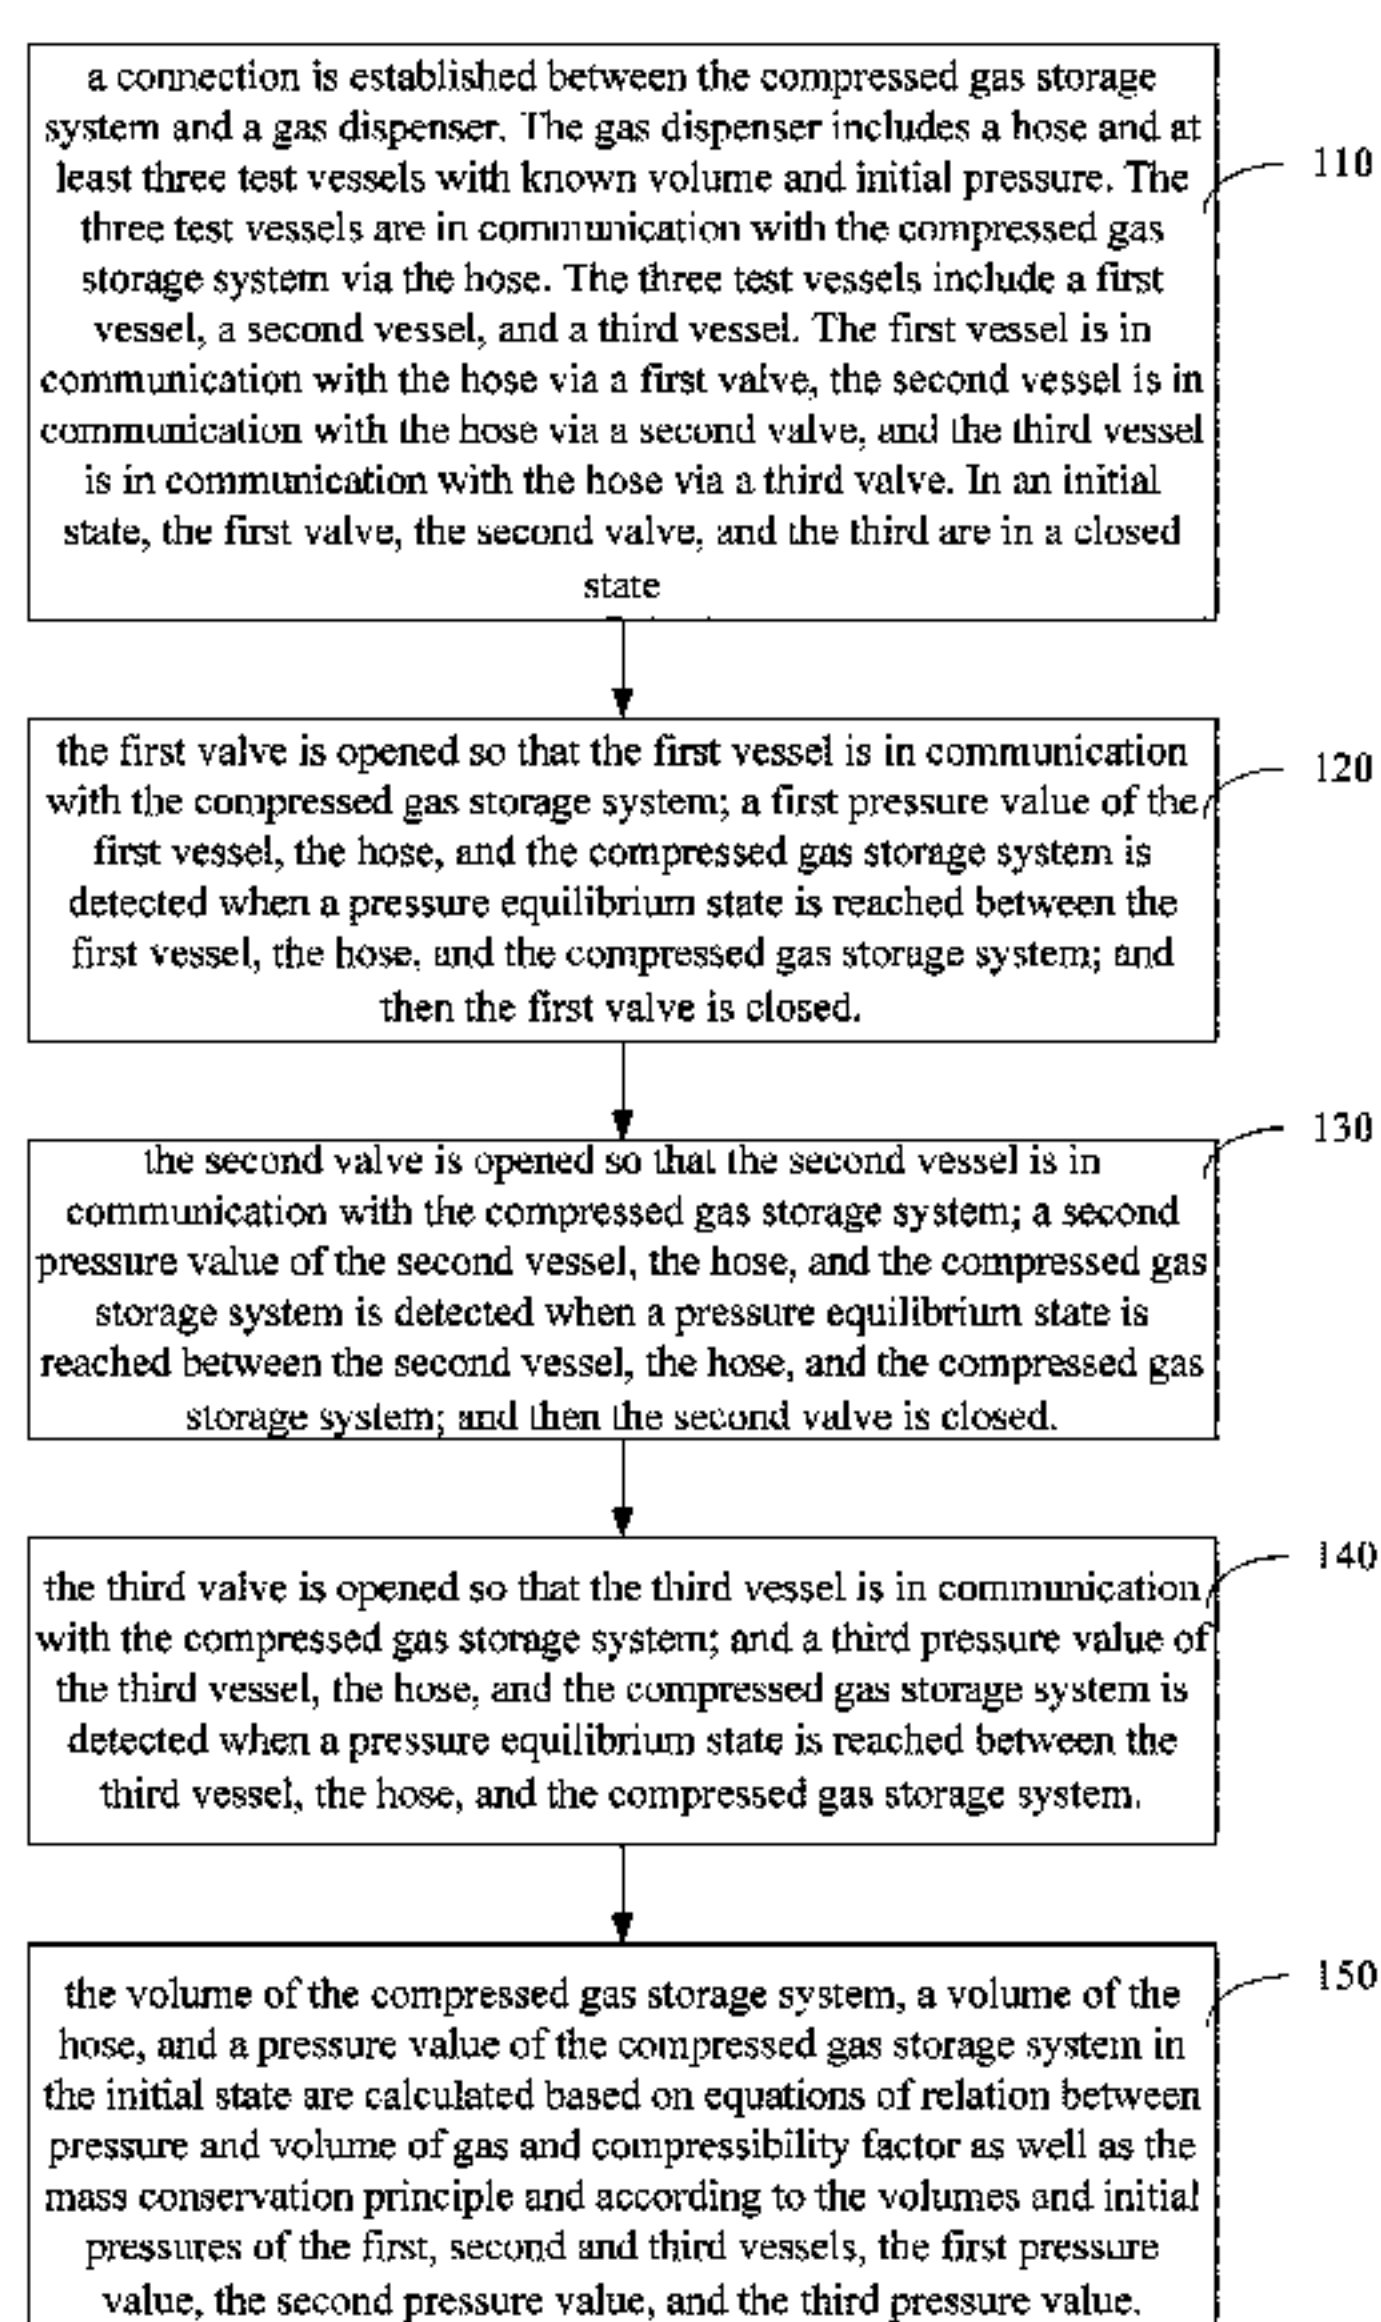 a connection is established between the compressed gas storage
system and a gas dispenser. The gas dispenser includes a hose and at
least three test vessels with known volume and initial pressure. The
three test vessels are in communication with the compressed gas
storage system via the hose. The three test vessels include a first
vessel, a second vessel, and a third vessel. The first vessel is in
communication with the hose via a first valve, the second vessel is in
communication with the hose via a second valve, and the third vessel
is in communication with the hose via a third valve. In an initial
state, the first valve, the second valve, and the third are in a closed
state
110
the first valve is opened so that the first vessel is in communication
with the compressed gas storage system; a first pressure value of the
first vessel, the hose, and the compressed gas storage system is
detected when a pressure equilibrium state is reached between the
first vessel, the hose, and the compressed gas storage system; and
then the first valve is closed.
120
the second valve is opened so that the second vessel is in
communication with the compressed gas storage system; a second
pressure value of the second vessel, the hose, and the compressed gas
storage system is detected when a pressure equilibrium state is
reached between the second vessel, the hose, and the compressed gas
storage system; and then the second valve is closed.
130
the third valve is opened so that the third vessel is in communication
with the compressed gas storage system; and a third pressure value of
the third vessel, the hose, and the compressed gas storage system is
detected when a pressure equilibrium state is reached between the
third vessel, the hose, and the compressed gas storage system.
140
the volume of the compressed gas storage system, a volume of the
hose, and a pressure value of the compressed gas storage system in
the initial state are calculated based on equations of relation between
pressure and volume of gas and compressibility factor as well as the
mass conservation principle and according to the volumes and initial
pressures of the first, second and third vessels, the first pressure
value, the second pressure value, and the third pressure value.
150